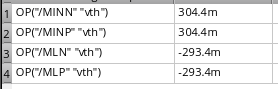 1 OP("/MINN" "vth") 304.4m
2 OP("/MINP" "vth") 304.4m
3 OP("/MLN" "vth") -293.4m
4 OP("/MLP" "vth") -293.4m